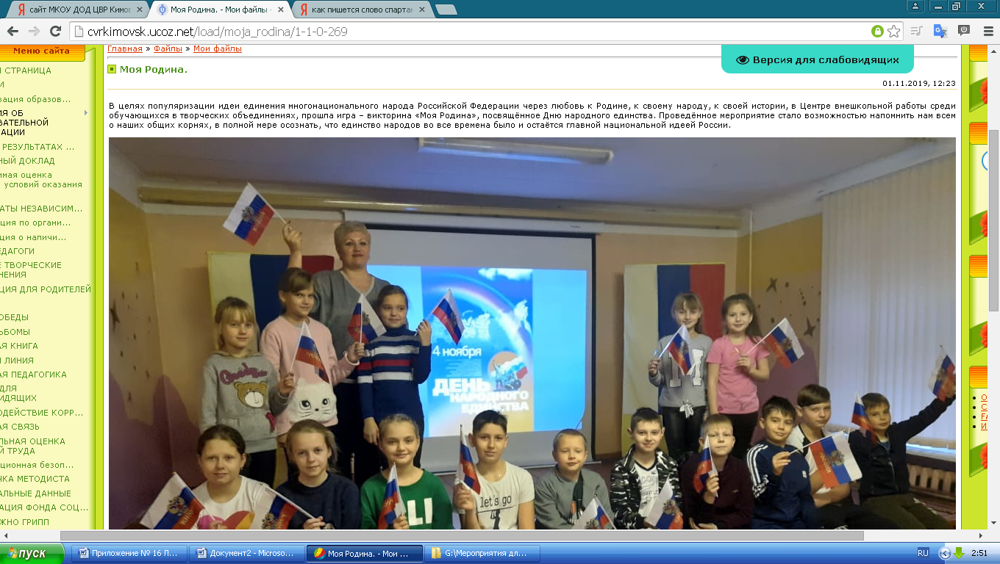 сайт МКОУ ДОД ЦВР Кимов
Моя Родина. - Мои файлы -
как пишется слово спарта
cvrkimovsk.ucoz.net/load/moja_rodina/1-1-0-269
Меню сайта
СТРАНИЦА
И
зация образов...
ИЯ ОБ
ВАТЕЛЬНОЙ
АЦИИ
РЕЗУЛЬТАТАХ ...
НЫЙ ДОКЛАД
имая оценка
условий оказания
АТЫ НЕЗАВИСИМ...
ция по органи...
ция о наличи...
ЕДАГОГИ
Е ТВОРЧЕСКИЕ
НЕНИЯ
ЦИЯ ДЛЯ РОДИТЕЛЕЙ
ОБЕДЫ
ЬБОМЫ
АЯ КНИГА
ЛИНИЯ
АЯ ПЕДАГОГИКА
ДЛЯ
ИДЯЩИХ
ОДЕЙСТВИЕ КОРР...
АЯ СВЯЗЬ
АЛЬНАЯ ОЦЕНКА
Й ТРУДА
ционная безоп...
ЧКА МЕТОДИСТА
АЛЬНЫЕ ДАННЫЕ
АЦИЯ ФОНДА СОЦ...
ЖНО ГРИПП
Главная » Файлы » Мои файлы
Версия для слабовидящих
Моя Родина.
01.11.2019, 12:23
В целях популяризации идеи единения многонационального народа Российской Федерации через любовь к Родине, к своему народу, к своей истории, в Центре внешкольной работы среди
обучающихся в творческих объединениях, прошла игра – викторина «Моя Родина», посвящённое Дню народного единства. Проведённое мероприятие стало возможностью напомнить нам всем
о наших общих корнях, в полной мере осознать, что единство народов во все времена было и остаётся главной национальной идеей России.
4 ноября
ДЕНЬ
НАРОДНОГО
ЕДИНСТВА
M
let's go
РОССИЯ
пуск
Приложение № 16 Л...
Документ2 - Microso...
Моя Родина. - Мои ...
G:\Мероприятия дл...
RU
2:51